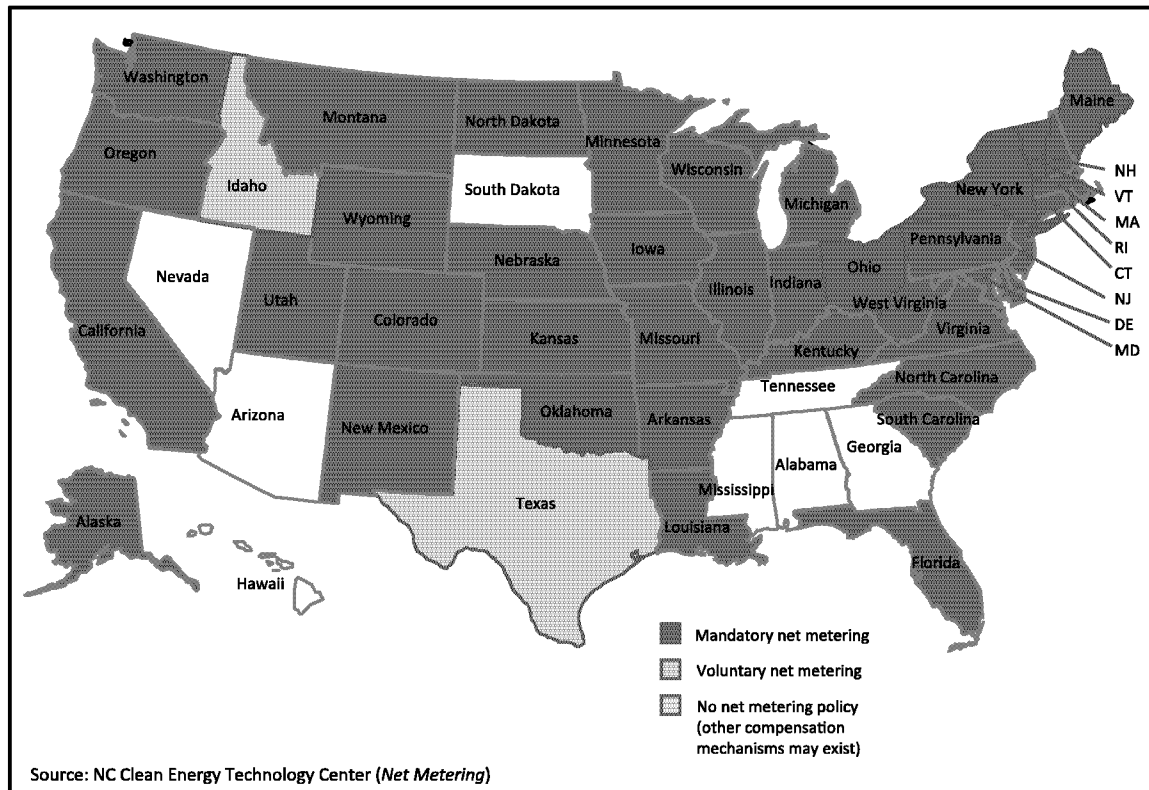 Washington
Montana
North Dakota
Minnesota
Maine
Oregon
Idaho
South Dakota
Wisconsin
Michigan
New York
NH
VT
MA
RI
CT
NJ
DE
MD
Wyoming
Nebraska
Iowa
Pennsylvania
Nevada
Utah
Colorado
Kansas
Illinois
Indiana
Ohio
West Virginia
Virginia
California
Missouri
Kentucky
Arizona
New Mexico
Oklahoma
Arkansas
Tennessee
North Carolina
South Carolina
Georgia
Alabama
Mississippi
Texas
Louisiana
Alaska
Hawaii
Florida
Mandatory net metering
Voluntary net metering
No net metering policy
(other compensation
mechanisms may exist)
Source: NC Clean Energy Technology Center (Net Metering)